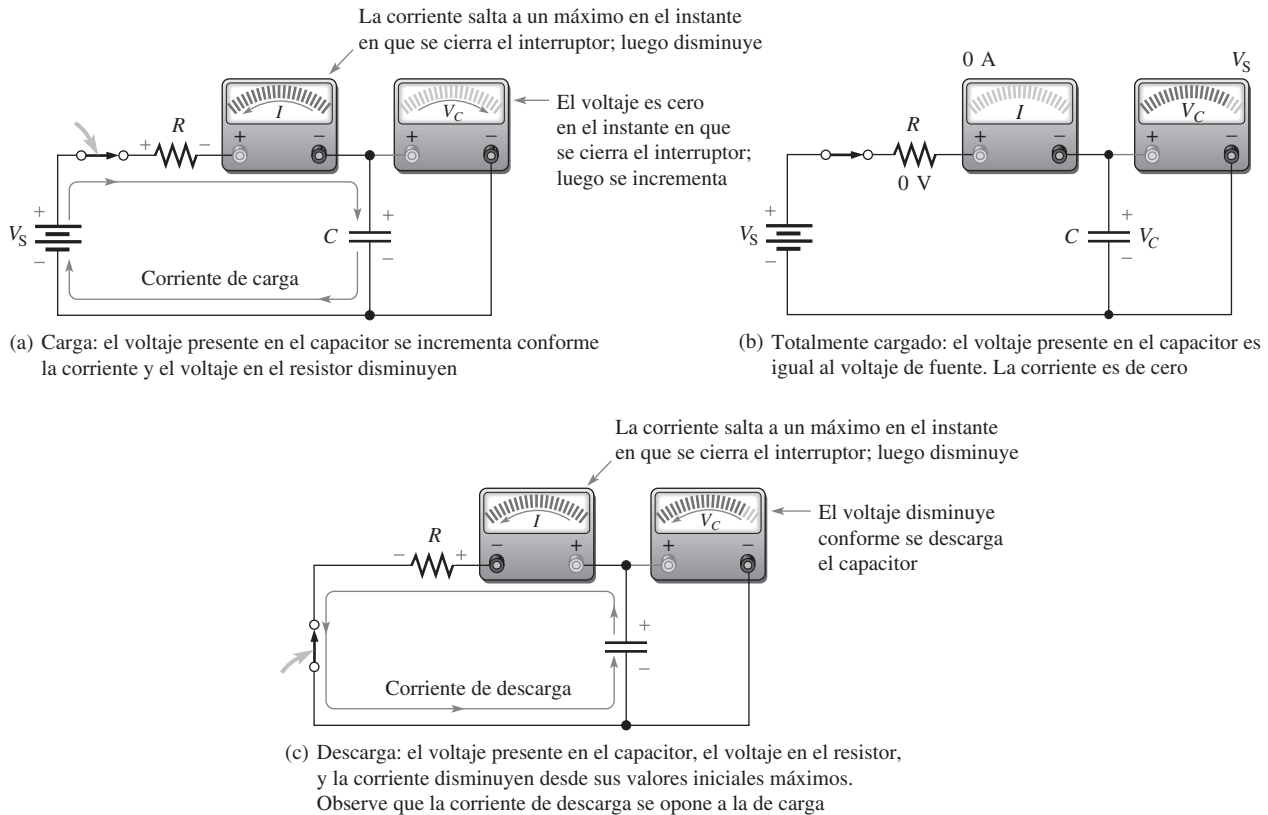 La corriente salta a un máximo en el instante
en que se cierra el interruptor; luego disminuye
I
V_C
El voltaje es cero
en el instante en que
se cierra el interruptor;
luego se incrementa
+ R −
+ −
+ −
+
V_S
−
C
+
−
Corriente de carga
(a) Carga: el voltaje presente en el capacitor se incrementa conforme
la corriente y el voltaje en el resistor disminuyen
0 A
V_S
I
V_C
R
+ −
+ −
0 V
+
V_S
−
C
+
V_C
−
(b) Totalmente cargado: el voltaje presente en el capacitor es
igual al voltaje de fuente. La corriente es de cero
La corriente salta a un máximo en el instante
en que se cierra el interruptor; luego disminuye
I
V_C
El voltaje disminuye
conforme se descarga
el capacitor
− R +
− +
+ −
+
−
Corriente de descarga
(c) Descarga: el voltaje presente en el capacitor, el voltaje en el resistor,
y la corriente disminuyen desde sus valores iniciales máximos.
Observe que la corriente de descarga se opone a la de carga